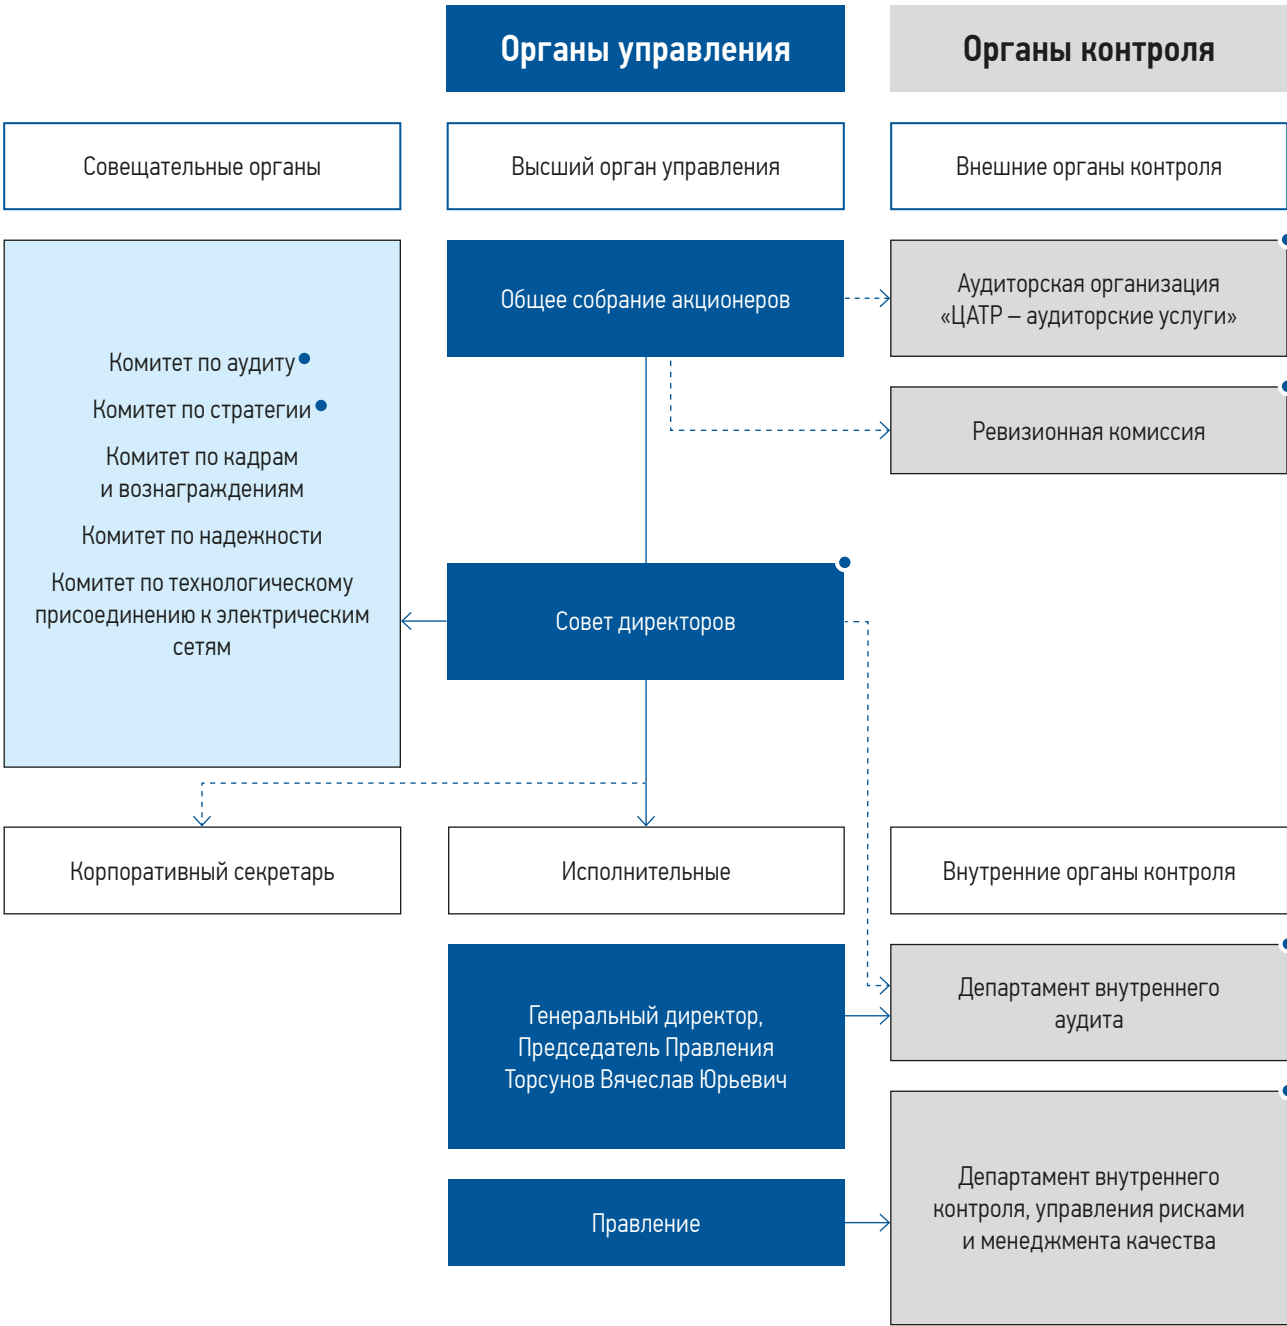 Органы управления
Органы контроля
Совещательные органы
Высший орган управления
Внешние органы контроля
Комитет по аудиту
Комитет по стратегии
Комитет по кадрам
и вознаграждениям
Комитет по надежности
Комитет по технологическому
присоединению к электрическим
сетям
Общее собрание акционеров
Аудиторская организация
«ЦАТР – аудиторские услуги»
Ревизионная комиссия
Совет директоров
Корпоративный секретарь
Исполнительные
Внутренние органы контроля
Генеральный директор,
Председатель Правления
Торсунов Вячеслав Юрьевич
Департамент внутреннего
аудита
Правление
Департамент внутреннего
контроля, управления рисками
и менеджмента качества